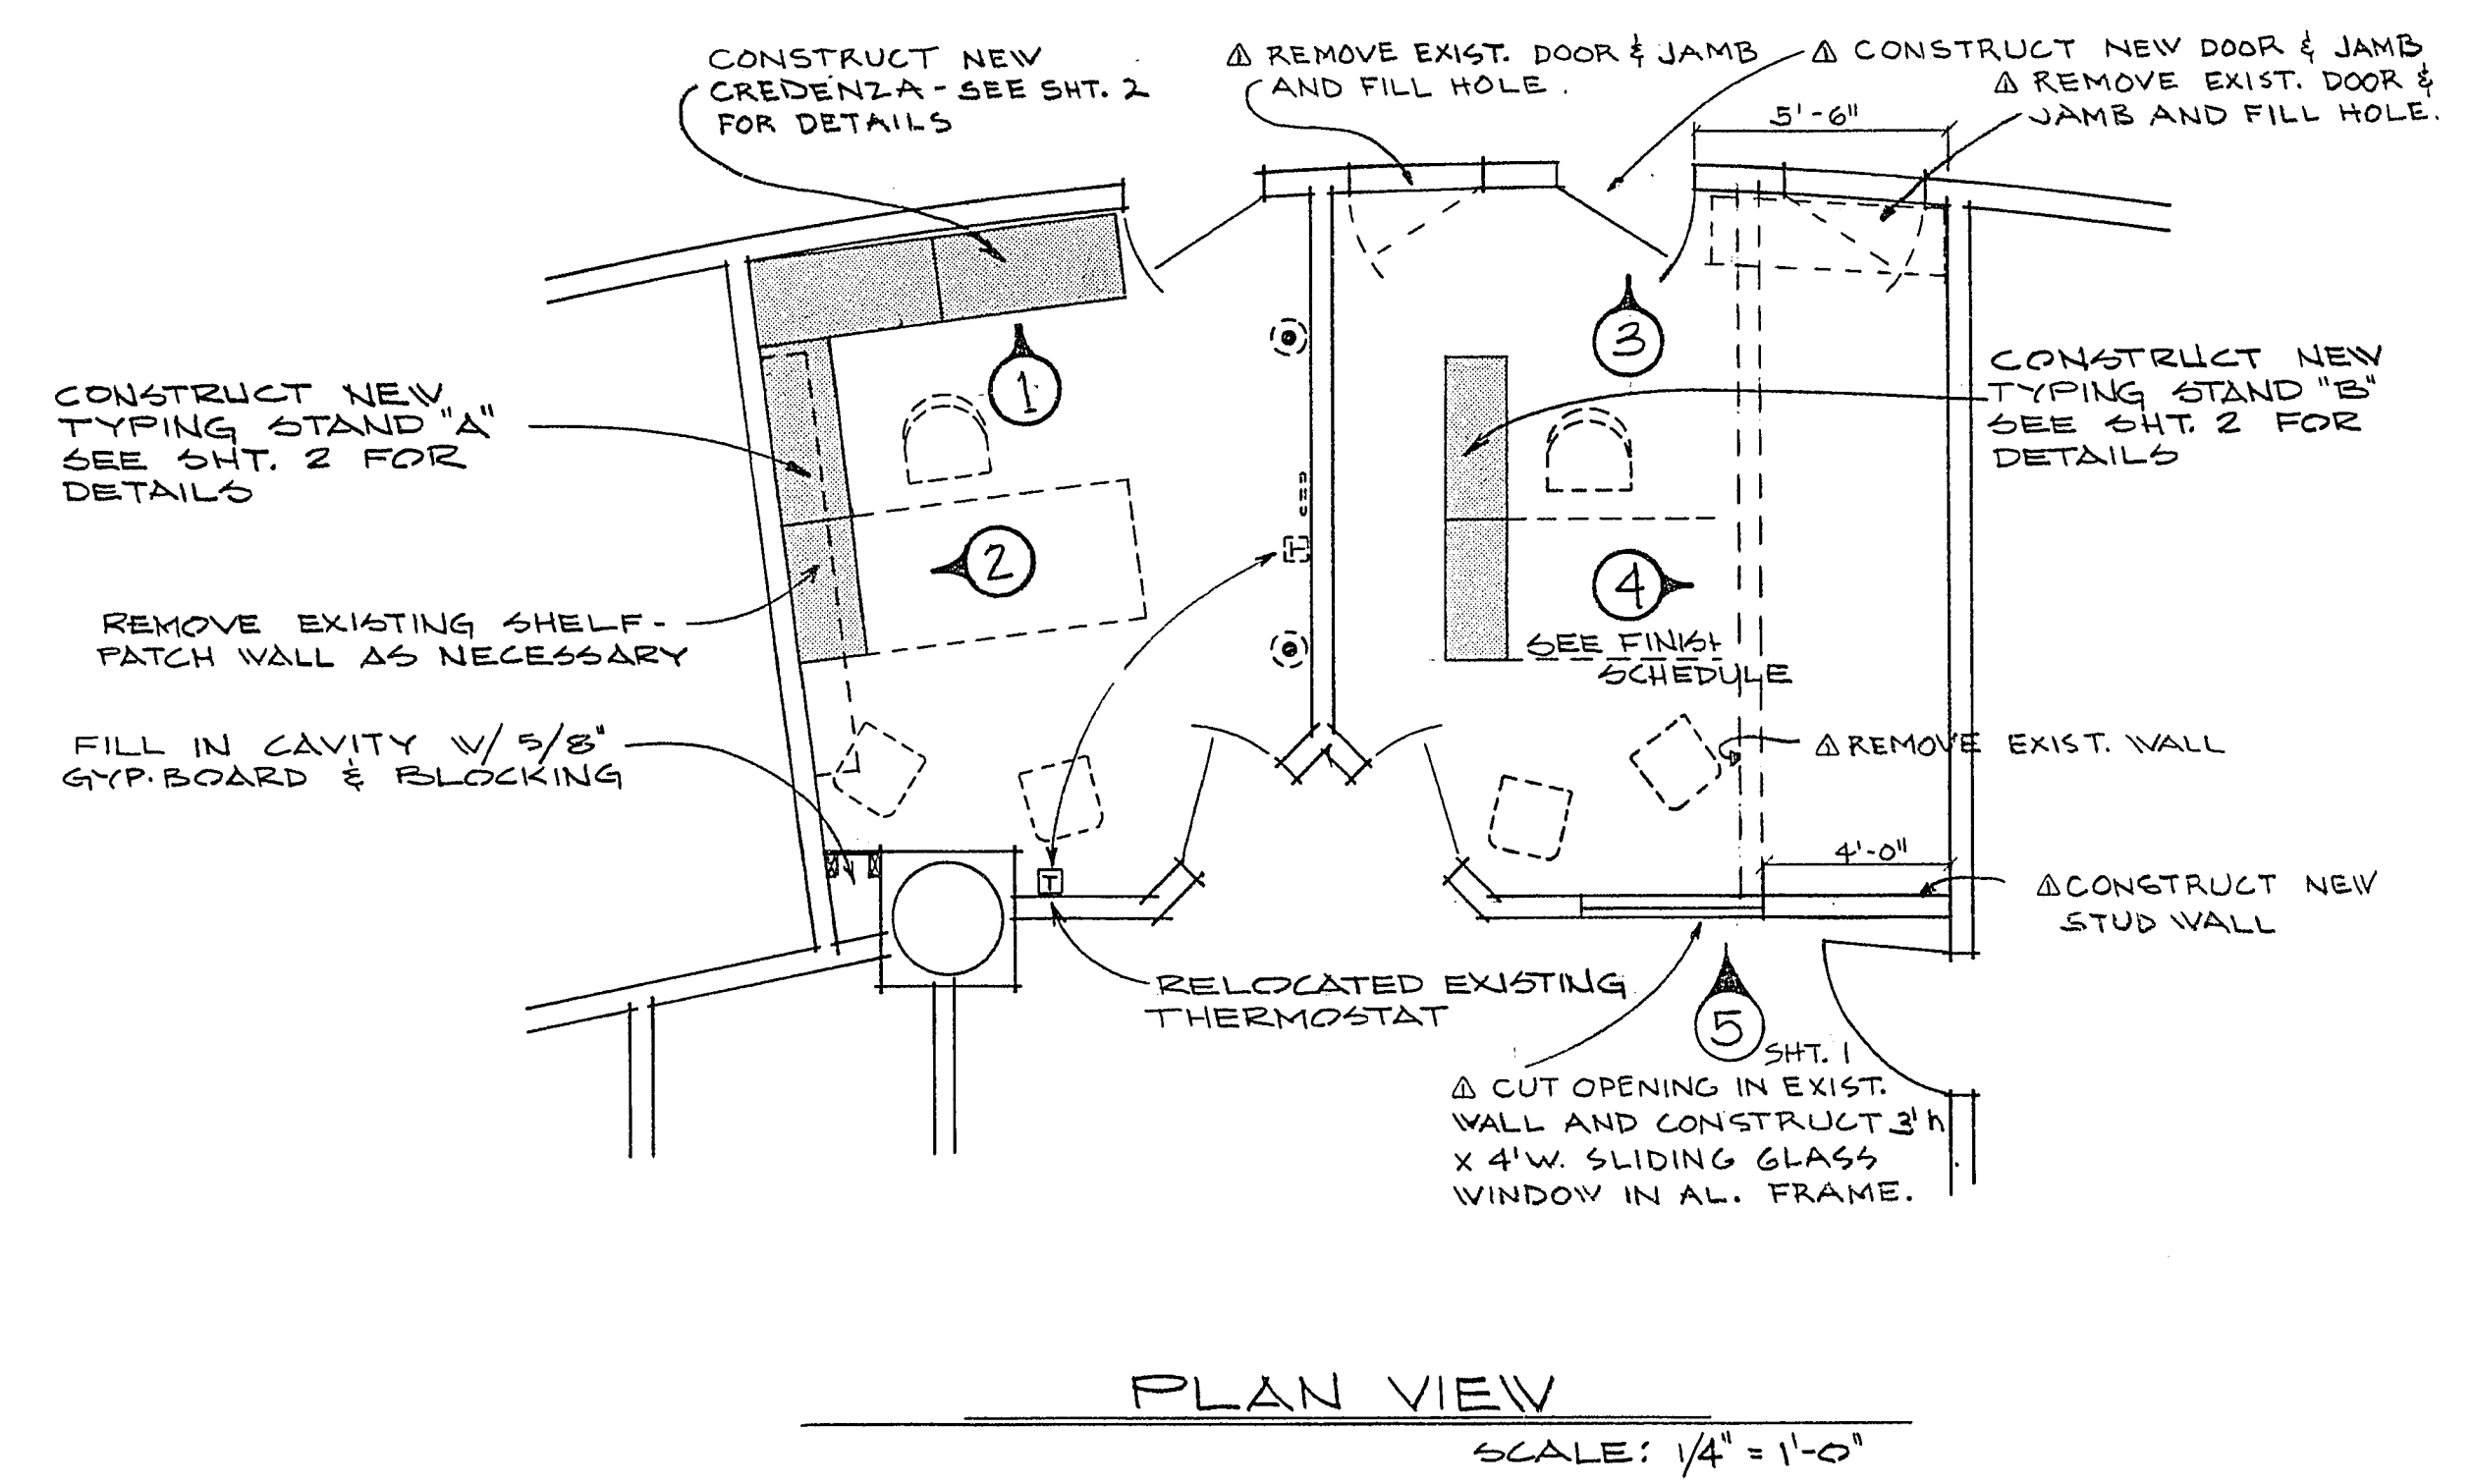 CONSTRUCT NEW
CREDENZA - SEE SHT. 2
FOR DETAILS
⚠ REMOVE EXIST. DOOR & JAMB
AND FILL HOLE.
⚠ CONSTRUCT NEW DOOR & JAMB
⚠ REMOVE EXIST. DOOR &
JAMB AND FILL HOLE.
5'-6"
CONSTRUCT NEW
TYPING STAND "A"
SEE SHT. 2 FOR
DETAILS
1
3
CONSTRUCT NEW
TYPING STAND "B"
SEE SHT. 2 FOR
DETAILS
2
T
4
SEE FINISH
SCHEDULE
REMOVE EXISTING SHELF-
PATCH WALL AS NECESSARY
FILL IN CAVITY W/ 5/8"
GYP. BOARD & BLOCKING
⚠ REMOVE EXIST. WALL
4'-0"
T
⚠ CONSTRUCT NEW
STUD WALL
RELOCATED EXISTING
THERMOSTAT
5
SHT. 1
⚠ CUT OPENING IN EXIST.
WALL AND CONSTRUCT 3'h
x 4'W. SLIDING GLASS
WINDOW IN AL. FRAME.
PLAN VIEW
SCALE: 1/4" = 1'-0"